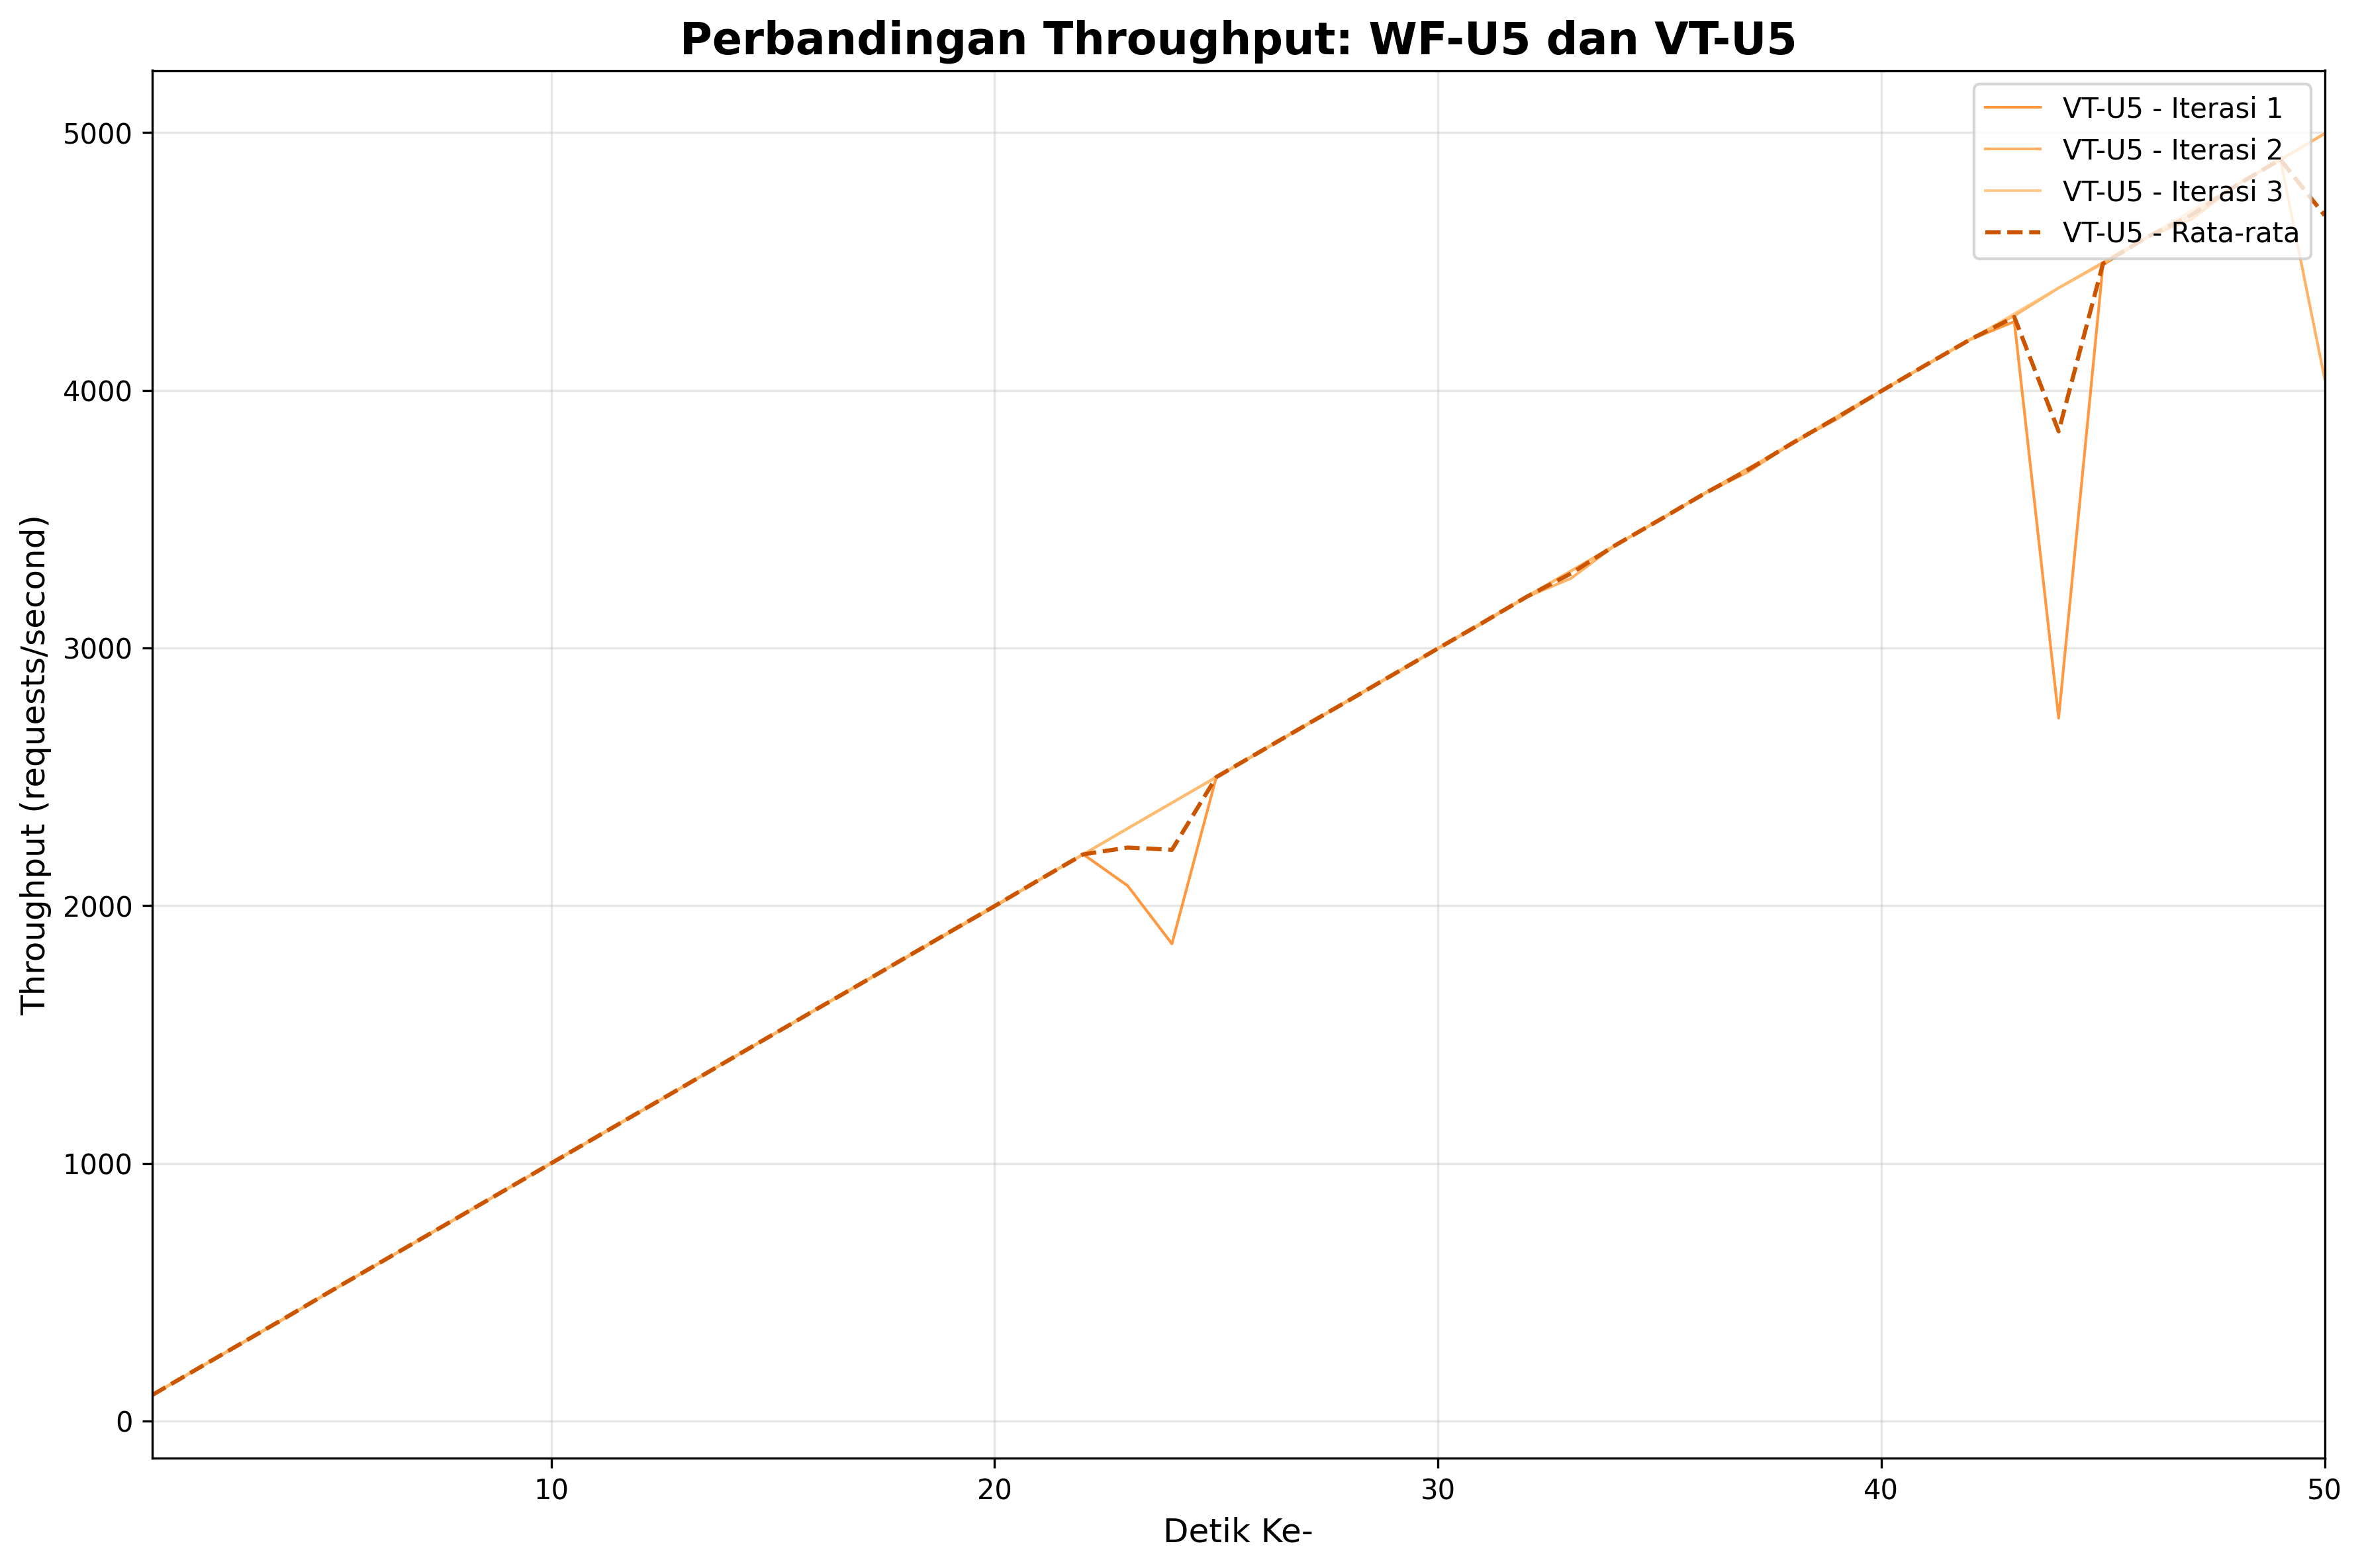 Perbandingan Throughput: WF-U5 dan VT-U5
VT-U5 - Iterasi 1
VT-U5 - Iterasi 2
VT-U5 - Iterasi 3
VT-U5 - Rata-rata
Throughput (requests/second)
5000
4000
3000
2000
1000
0
10
20
30
40
50
Detik Ke-